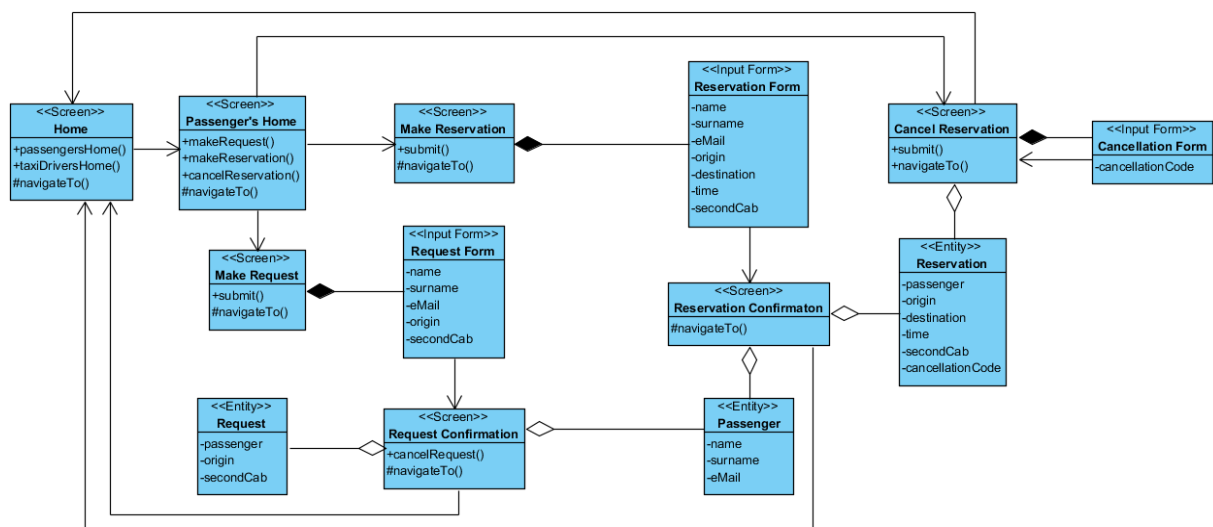 <<Screen>>
Home
+passengersHome()
+taxiDriversHome()
#navigateTo()
<<Screen>>
Passenger's Home
+makeRequest()
+makeReservation()
+cancelReservation()
#navigateTo()
<<Screen>>
Make Reservation
+submit()
#navigateTo()
<<Input Form>>
Reservation Form
-name
-surname
-eMail
-origin
-destination
-time
-secondCab
<<Screen>>
Cancel Reservation
+submit()
+navigateTo()
<<Input Form>>
Cancellation Form
-cancellationCode
<<Screen>>
Make Request
+submit()
#navigateTo()
<<Input Form>>
Request Form
-name
-surname
-eMail
-origin
-secondCab
<<Screen>>
Reservation Confirmaton
#navigateTo()
<<Entity>>
Reservation
-passenger
-origin
-destination
-time
-secondCab
-cancellationCode
<<Entity>>
Request
-passenger
-origin
-secondCab
<<Screen>>
Request Confirmation
+cancelRequest()
#navigateTo()
<<Entity>>
Passenger
-name
-surname
-eMail